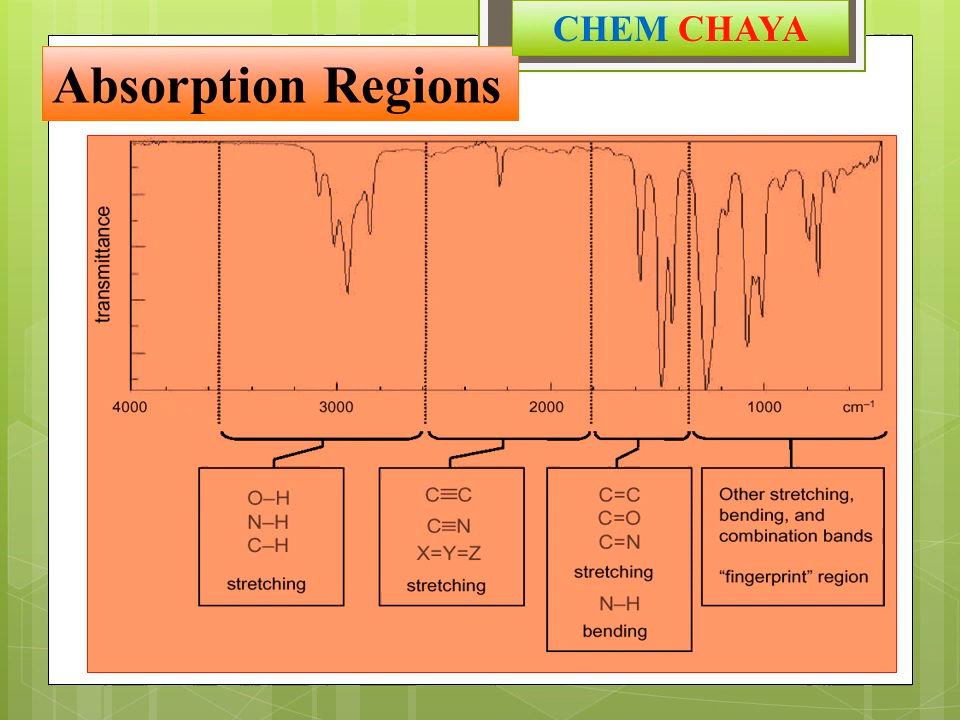 CHEM CHAYA
Absorption Regions
transmittance
4000 3000 2000 1000 cm⁻¹
O–H
N–H
C–H
stretching
C≡C
C≡N
X=Y=Z
stretching
C=C
C=O
C=N
stretching
N–H
bending
Other stretching,
bending, and
combination bands
“fingerprint” region